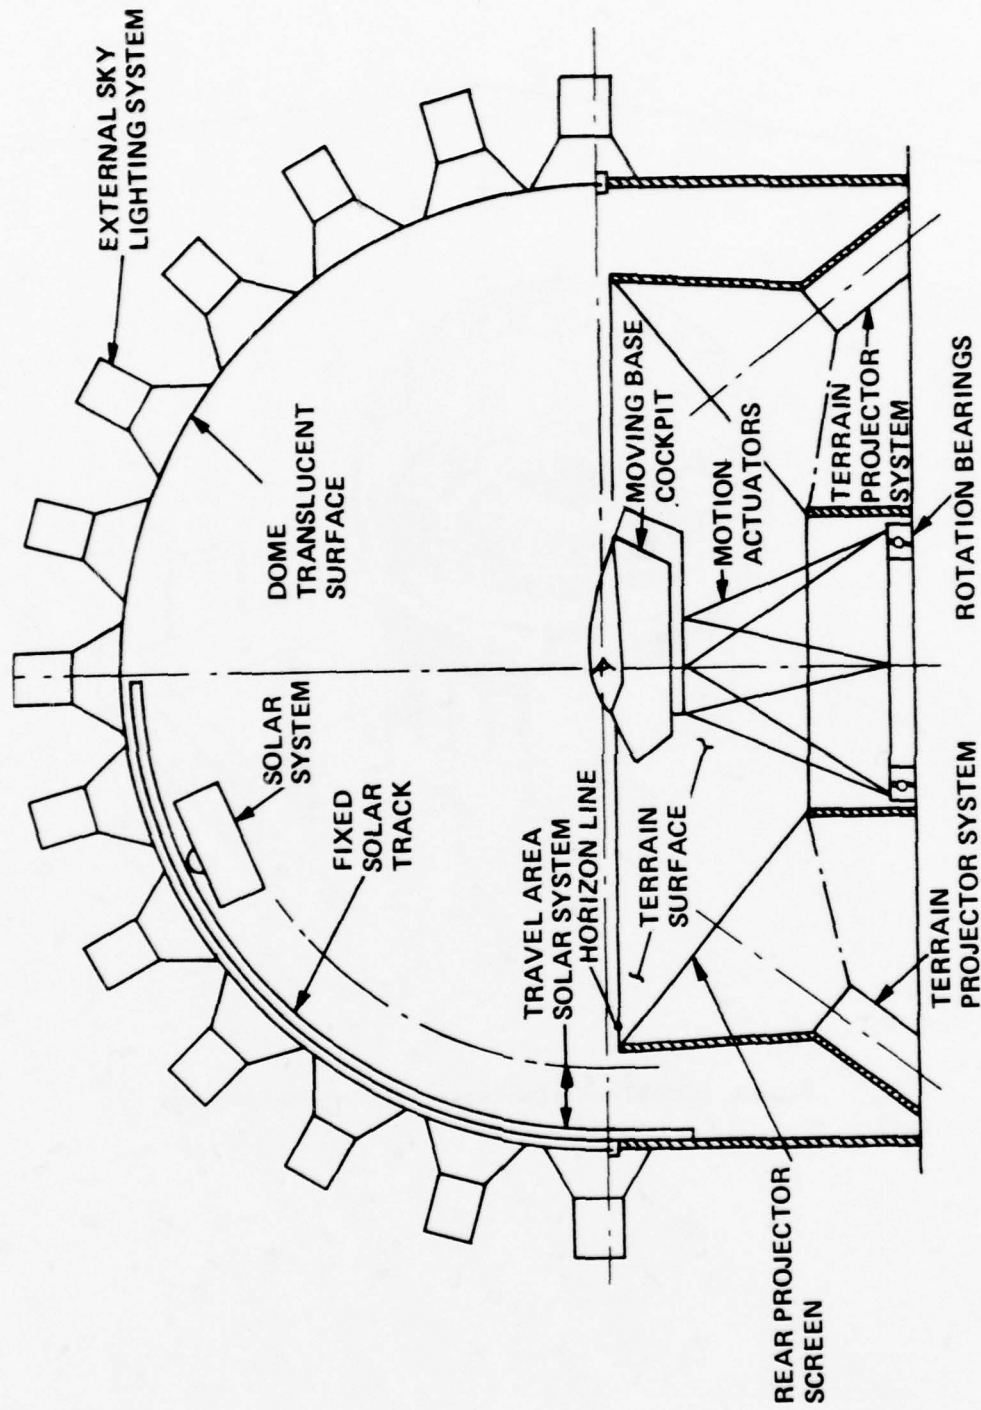 EXTERNAL SKY
LIGHTING SYSTEM
DOME
TRANSLUCENT
SURFACE
SOLAR
SYSTEM
FIXED
SOLAR
TRACK
TRAVEL AREA
SOLAR SYSTEM
HORIZON LINE
TERRAIN
SURFACE
MOVING BASE
COCKPIT
MOTION
ACTUATORS
TERRAIN
PROJECTOR
SYSTEM
ROTATION BEARINGS
TERRAIN
PROJECTOR SYSTEM
REAR PROJECTOR
SCREEN